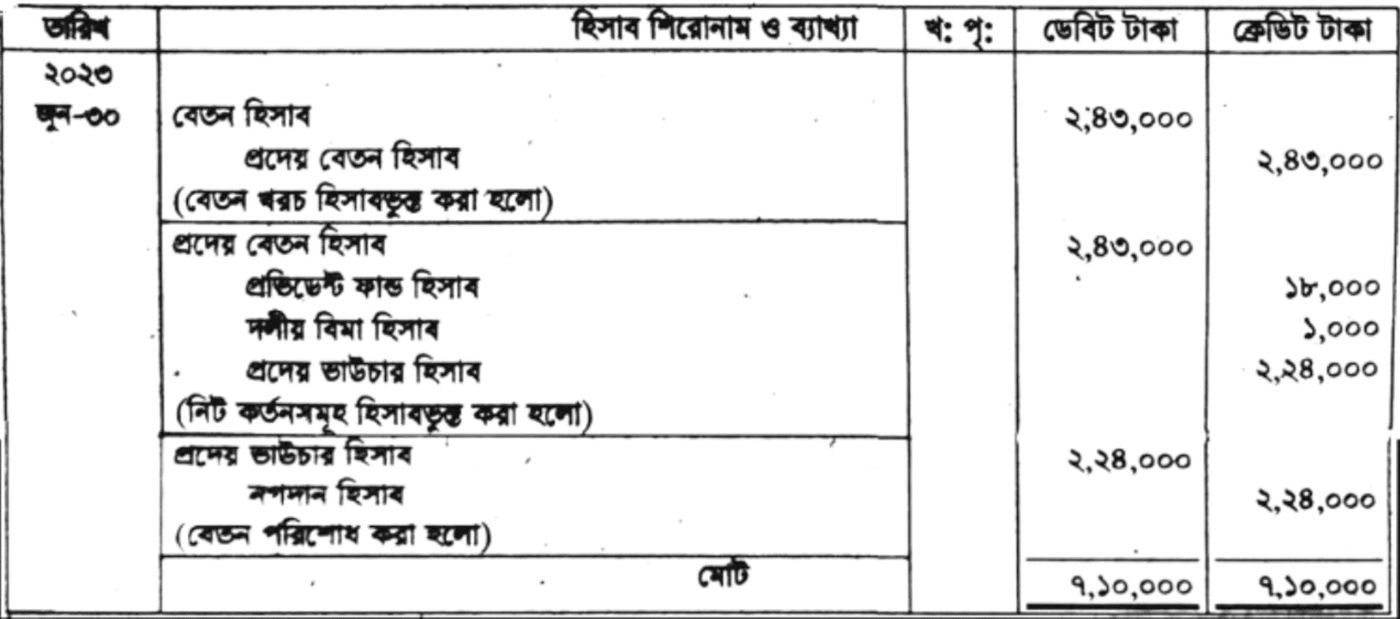 তারিখ হিসাব শিরোনাম ও ব্যাখ্যা খ: পৃ: ডেবিট টাকা ক্রেডিট টাকা
২০২৩
জুন-৩০ বেতন হিসাব ২,৪৩,০০০
প্রদেয় বেতন হিসাব ২,৪৩,০০০
(বেতন খরচ হিসাবভুক্ত করা হলো)
প্রদেয় বেতন হিসাব ২,৪৩,০০০
প্রভিডেন্ট ফান্ড হিসাব ১৮,০০০
দলীয় বিমা হিসাব ১,০০০
প্রদেয় ভাউচার হিসাব ২,২৪,০০০
(নিট কর্তনসমূহ হিসাবভুক্ত করা হলো)
প্রদেয় ভাউচার হিসাব ২,২৪,০০০
নগদান হিসাব ২,২৪,০০০
(বেতন পরিশোধ করা হলো)
মোট ৭,১০,০০০ ৭,১০,০০০